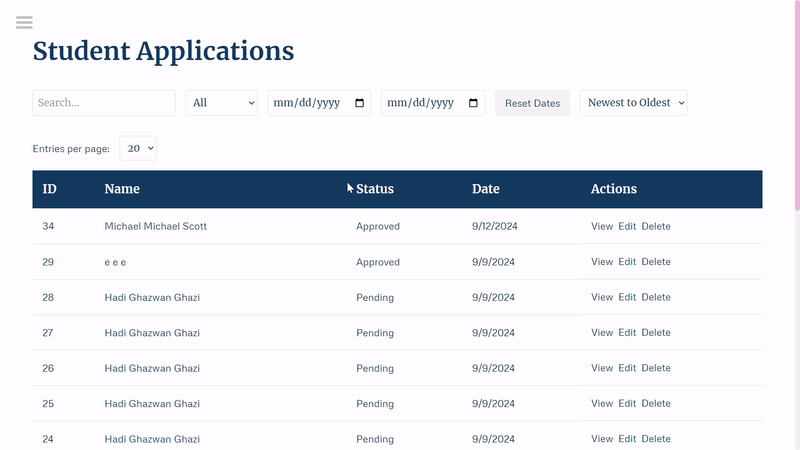 Student Applications
Search... All mm/dd/yyyy mm/dd/yyyy Reset Dates Newest to Oldest
Entries per page: 20
ID Name Status Date Actions
34 Michael Michael Scott Approved 9/12/2024 View Edit Delete
29 e e e Approved 9/9/2024 View Edit Delete
28 Hadi Ghazwan Ghazi Pending 9/9/2024 View Edit Delete
27 Hadi Ghazwan Ghazi Pending 9/9/2024 View Edit Delete
26 Hadi Ghazwan Ghazi Pending 9/9/2024 View Edit Delete
25 Hadi Ghazwan Ghazi Pending 9/9/2024 View Edit Delete
24 Hadi Ghazwan Ghazi Pending 9/9/2024 View Edit Delete